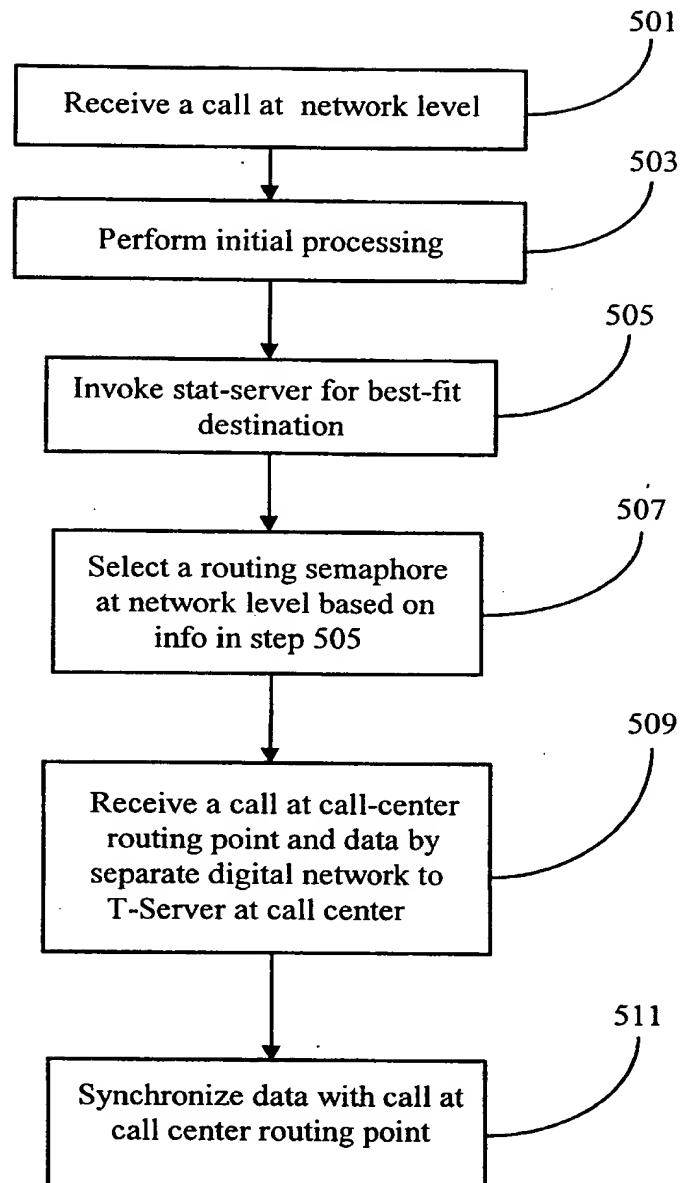 501
Receive a call at network level
503
Perform initial processing
505
Invoke stat-server for best-fit
destination
507
Select a routing semaphore
at network level based on
info in step 505
509
Receive a call at call-center
routing point and data by
separate digital network to
T-Server at call center
511
Synchronize data with call at
call center routing point